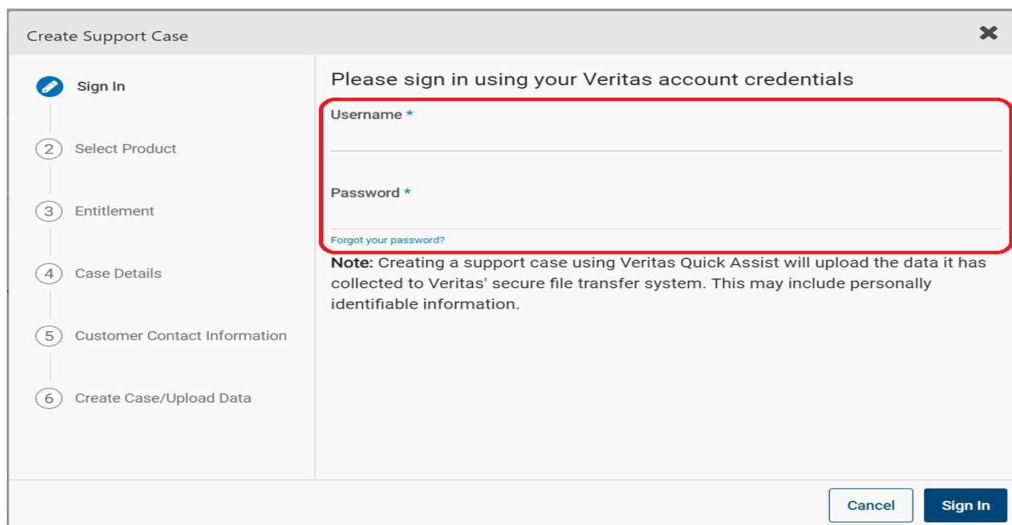 Create Support Case
Sign In
2 Select Product
3 Entitlement
4 Case Details
5 Customer Contact Information
6 Create Case/Upload Data
Please sign in using your Veritas account credentials
Username *
Password *
Forgot your password?
Note: Creating a support case using Veritas Quick Assist will upload the data it has
collected to Veritas' secure file transfer system. This may include personally
identifiable information.
Cancel
Sign In